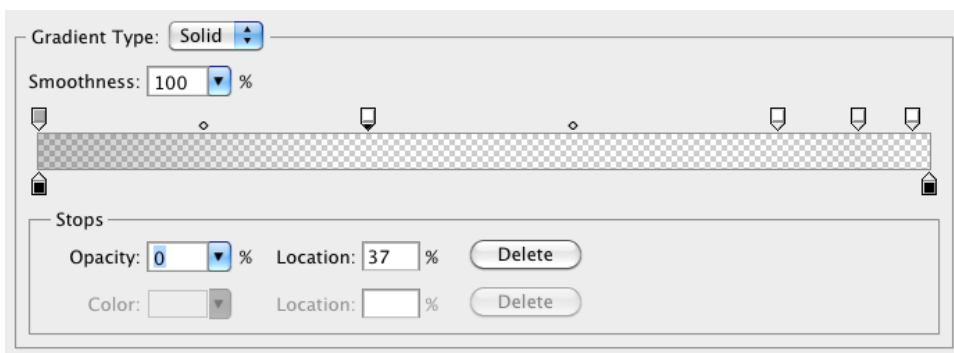 Gradient Type: Solid
Smoothness: 100 %
Stops
Opacity: 0 % Location: 37 % Delete
Color: Location: % Delete